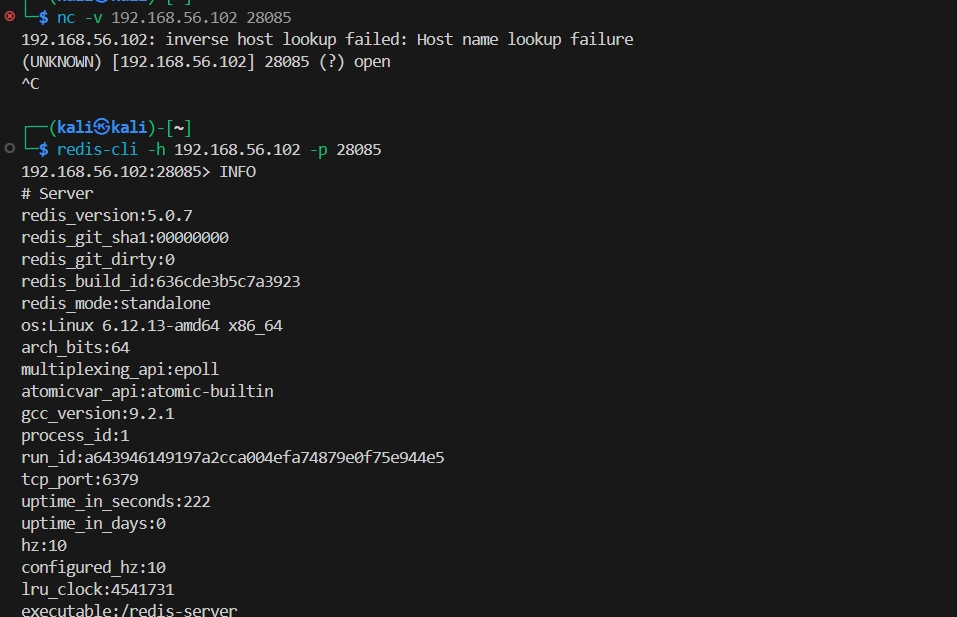 └─$ nc -v 192.168.56.102 28085
192.168.56.102: inverse host lookup failed: Host name lookup failure
(UNKNOWN) [192.168.56.102] 28085 (?) open
^C
┌──(kali㉿kali)-[~]
└─$ redis-cli -h 192.168.56.102 -p 28085
192.168.56.102:28085> INFO
# Server
redis_version:5.0.7
redis_git_sha1:00000000
redis_git_dirty:0
redis_build_id:636cde3b5c7a3923
redis_mode:standalone
os:Linux 6.12.13-amd64 x86_64
arch_bits:64
multiplexing_api:epoll
atomicvar_api:atomic-builtin
gcc_version:9.2.1
process_id:1
run_id:a643946149197a2cca004efa74879e0f75e944e5
tcp_port:6379
uptime_in_seconds:222
uptime_in_days:0
hz:10
configured_hz:10
lru_clock:4541731
executable:/redis-server